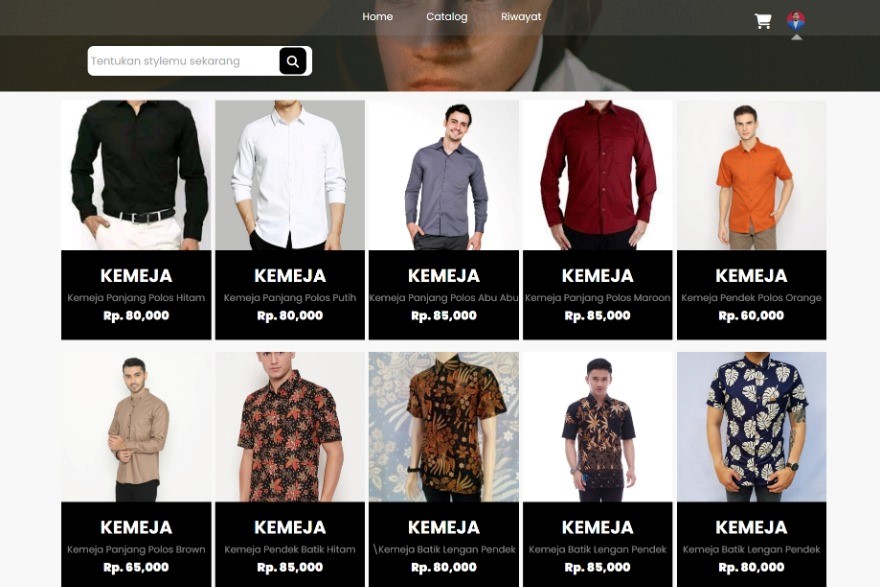 Home Catalog Riwayat
Tentukan stylemu sekarang
KEMEJA KEMEJA KEMEJA KEMEJA KEMEJA
Kemeja Panjang Polos Hitam Kemeja Panjang Polos Putih Kemeja Panjang Polos Abu Abu Kemeja Panjang Polos Maroon Kemeja Pendek Polos Orange
Rp. 80,000 Rp. 80,000 Rp. 85,000 Rp. 85,000 Rp. 60,000
KEMEJA KEMEJA KEMEJA KEMEJA KEMEJA
Kemeja Panjang Polos Brown Kemeja Pendek Batik Hitam \Kemeja Batik Lengan Pendek Kemeja Batik Lengan Pendek Kemeja Batik Lengan Pendek
Rp. 65,000 Rp. 85,000 Rp. 80,000 Rp. 85,000 Rp. 80,000